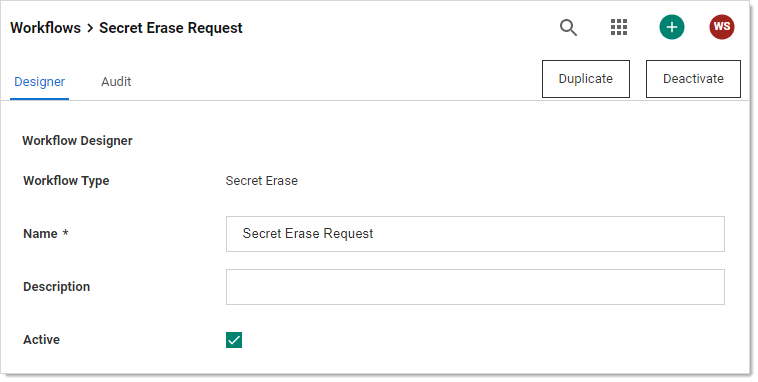 Workflows > Secret Erase Request
WS
Designer
Audit
Duplicate
Deactivate
Workflow Designer
Workflow Type
Secret Erase
Name *
Secret Erase Request
Description
Active